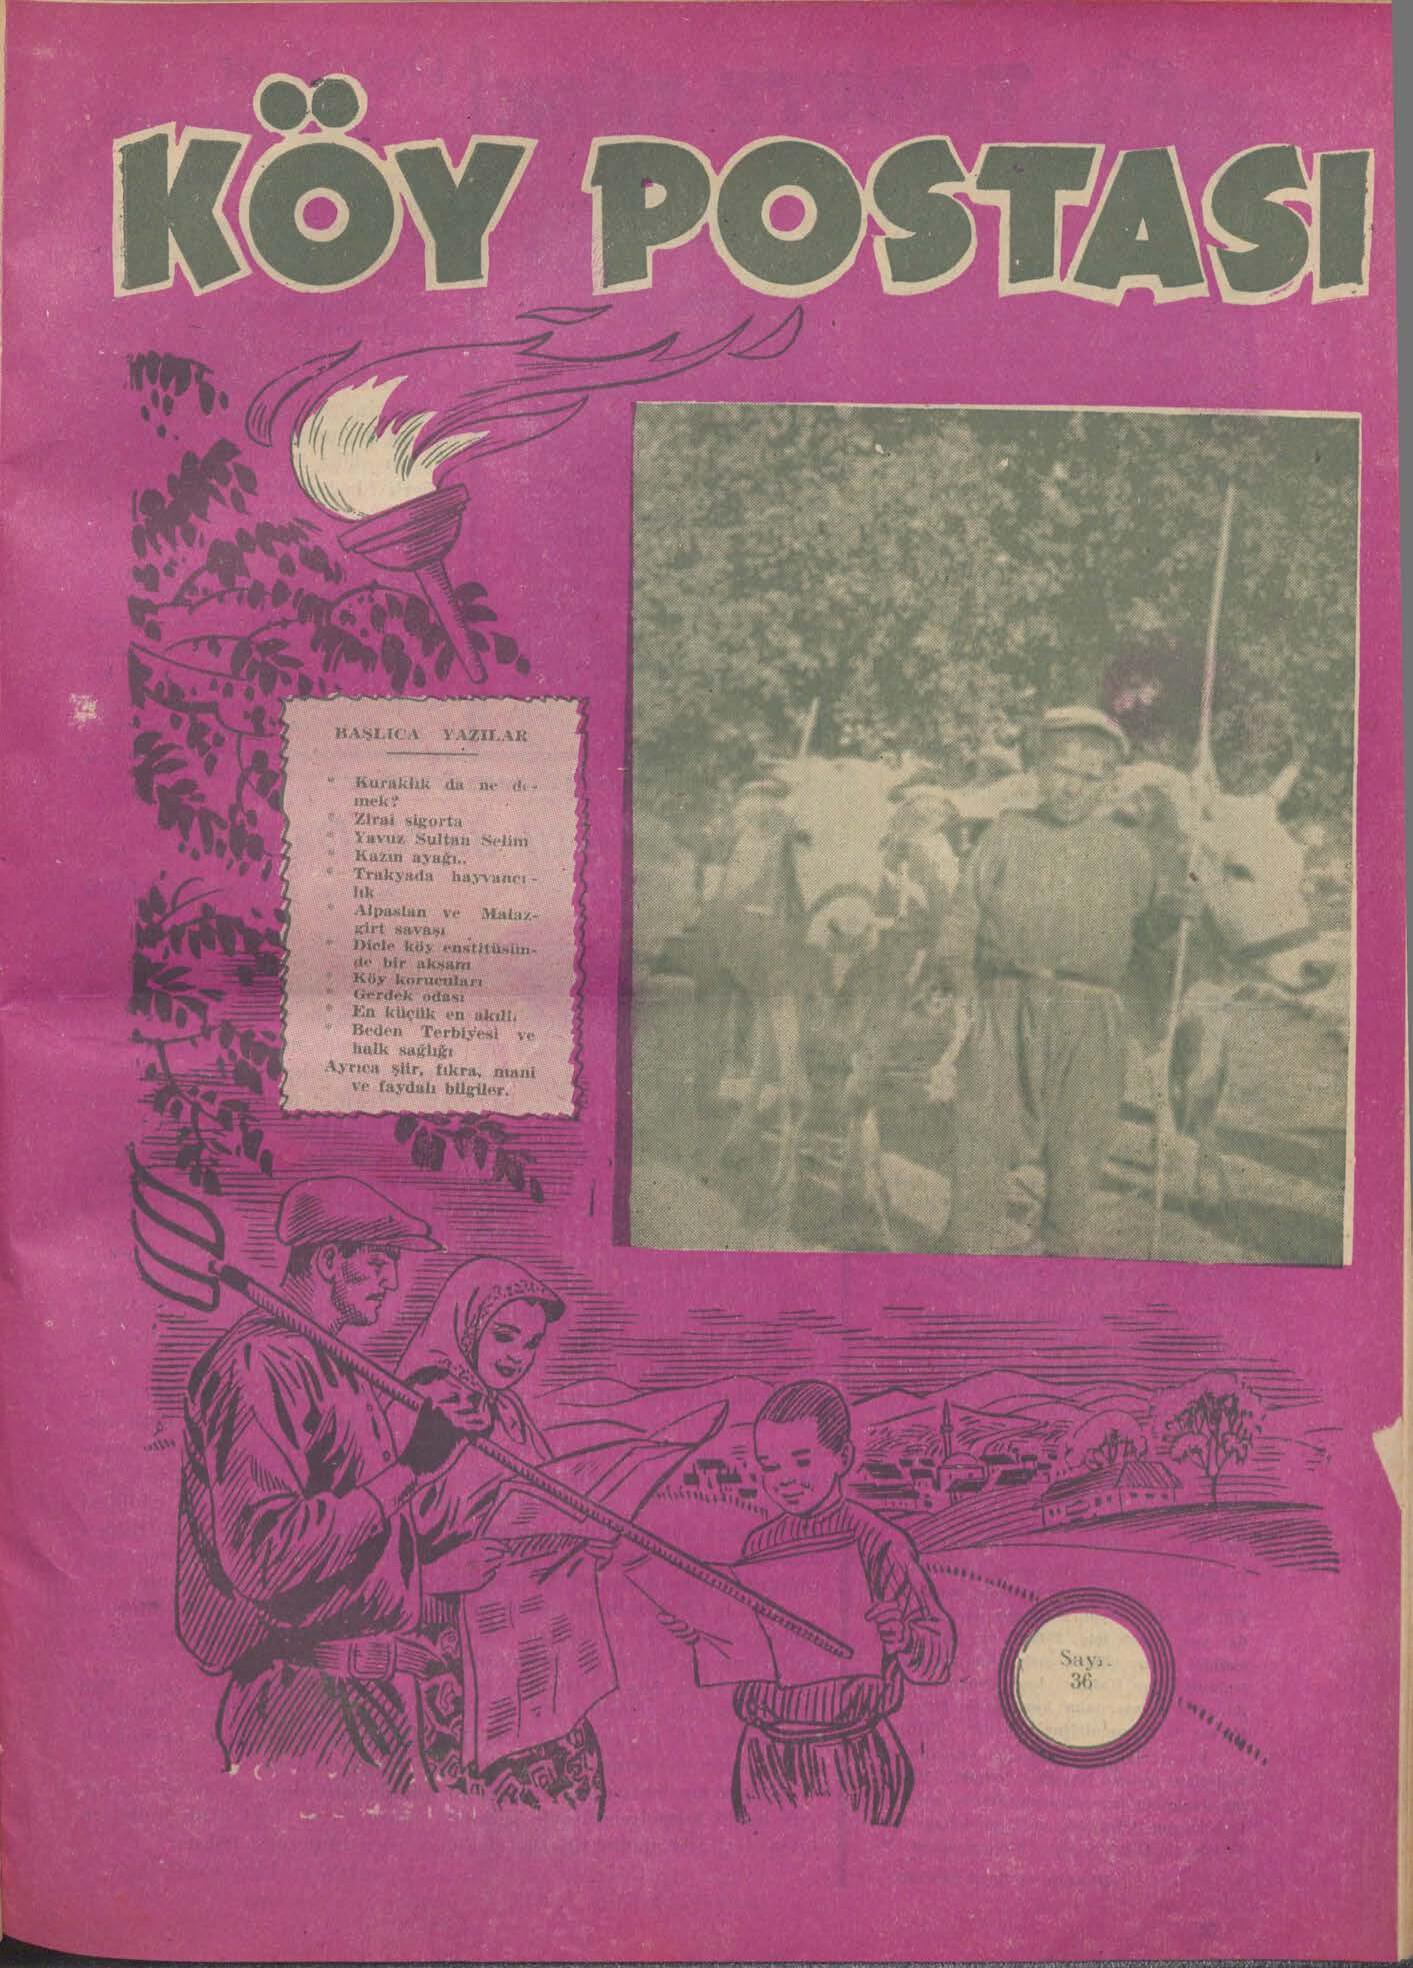 KÖY POSTASI
BAŞLICA YAZILAR
* Kuraklık da ne de-
mek?
* Zirai sigorta
* Yavuz Sultan Selim
* Kazın ayağı..
* Trakyada hayvancı-
lık
* Alpaslan ve Malaz-
girt savaşı
* Dicle köy enstitüsün-
de bir akşam
* Köy korucuları
* Gerdek odası
* En küçük en akıllı
* Beden Terbiyesi ve
halk sağlığı
Ayrıca şiir, fıkra, mani
ve faydalı bilgiler.
Sayı.
36